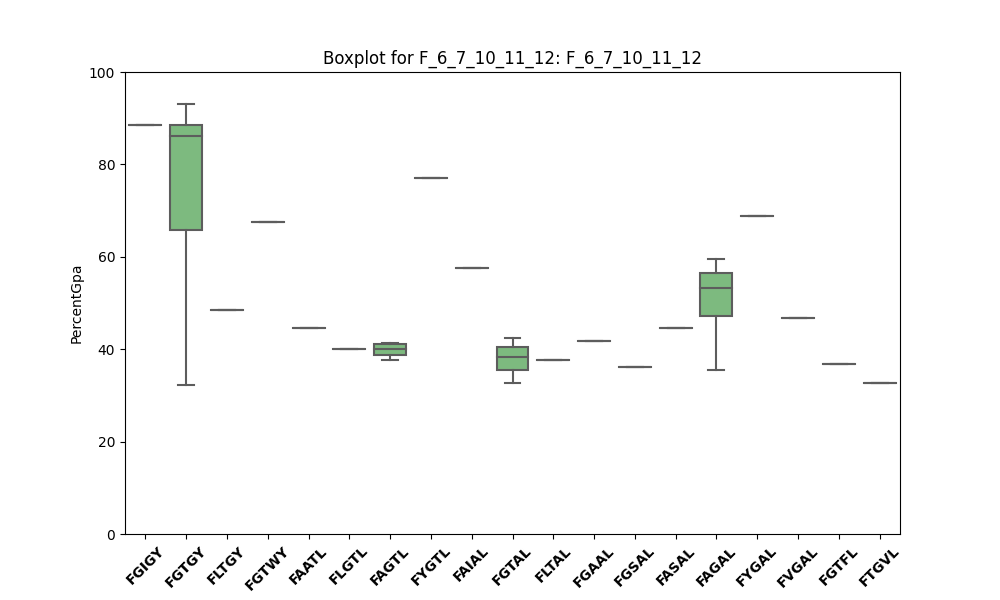 Boxplot for F_6_7_10_11_12: F_6_7_10_11_12
PercentGpa
100
80
60
40
20
0
FGIGY
FGTGY
FLTGY
FGTWY
FAATL
FLGTL
FAGTL
FYGTL
FAIAL
FGTAL
FLTAL
FGAAL
FGSAL
FASAL
FAGAL
FYGAL
FVGAL
FGTFL
FTGVL